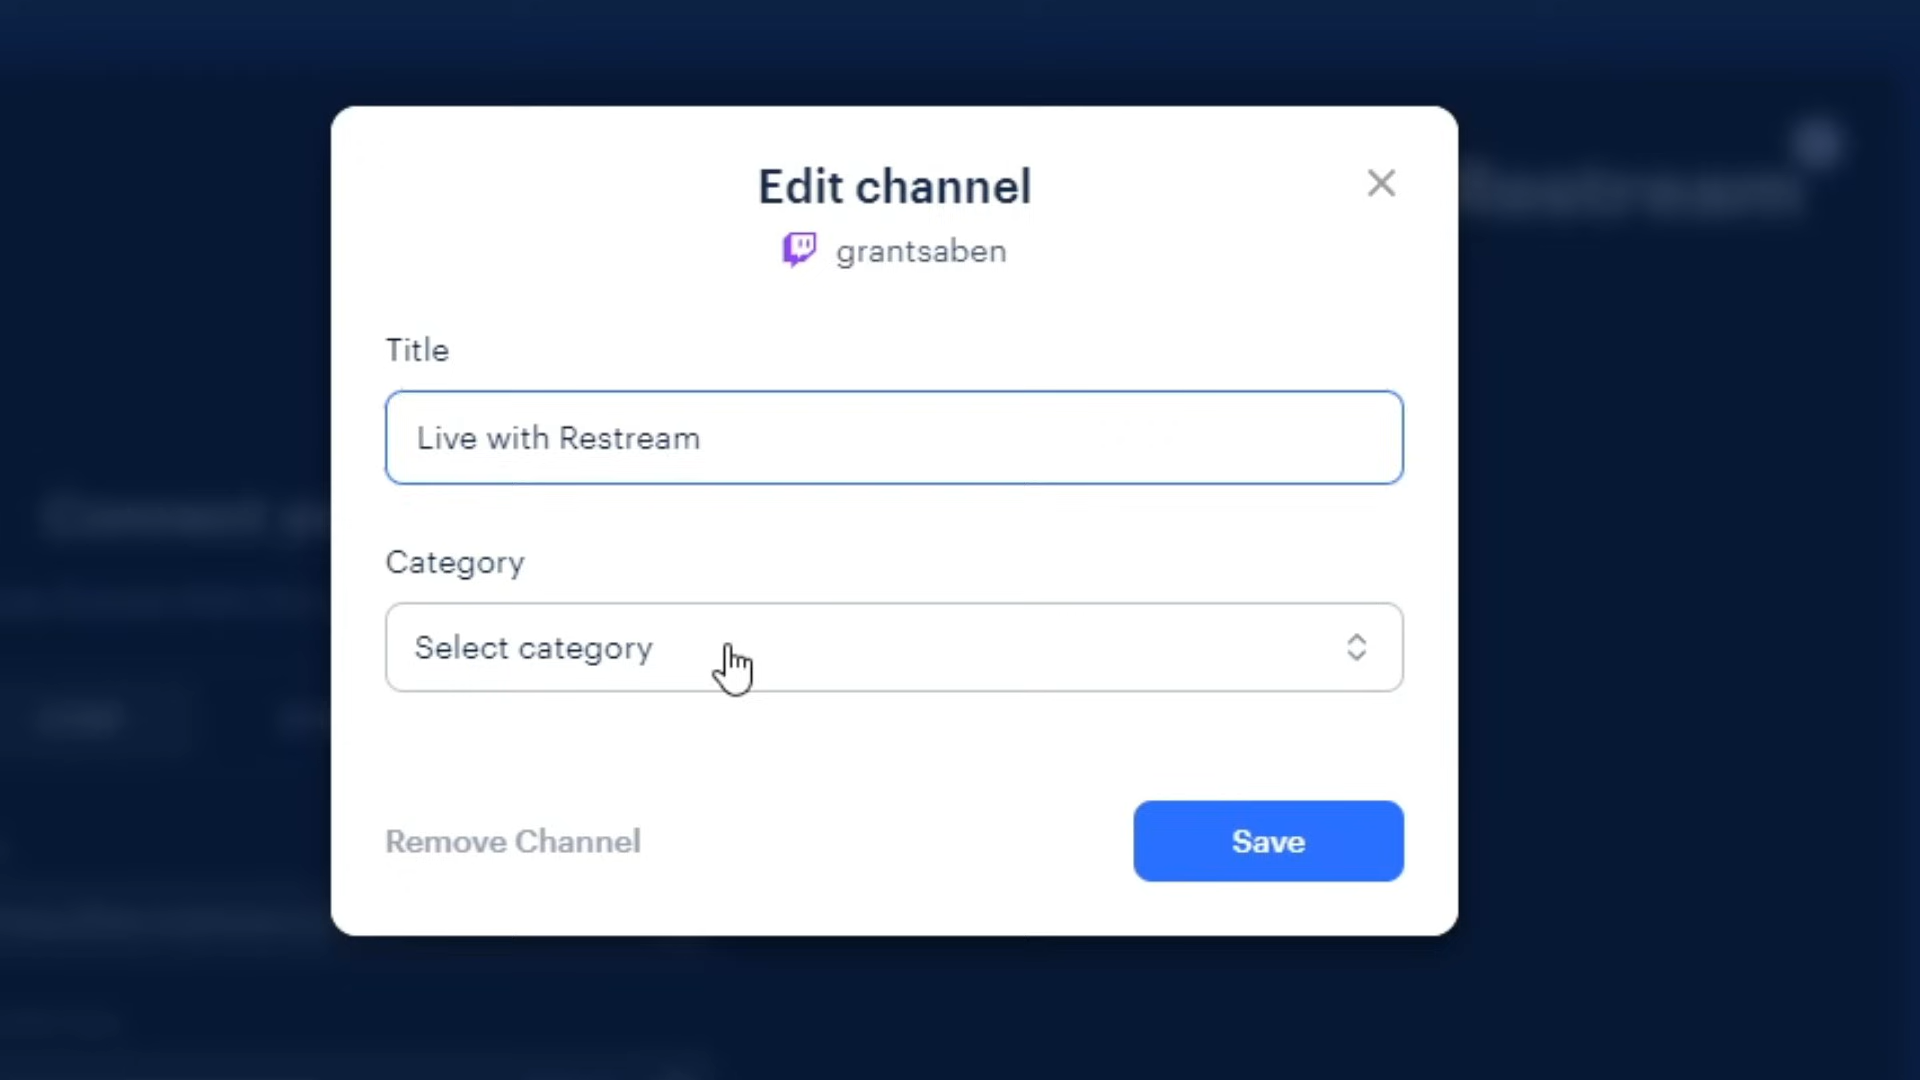 Edit channel
grantsaben
Title
Live with Restream
Category
Select category
Remove Channel
Save